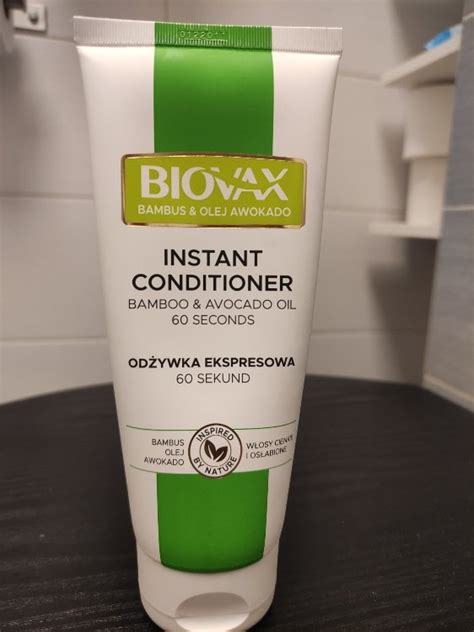 0122011
BIOVAX
BAMBUS & OLEJ AWOKADO
INSTANT
CONDITIONER
BAMBOO & AVOCADO OIL
60 SECONDS
ODŻYWKA EKSPRESOWA
60 SEKUND
BAMBUS
OLEJ
AWOKADO
INSPIRED
BY NATURE
WŁOSY CIENKIE
I OSŁABIONE